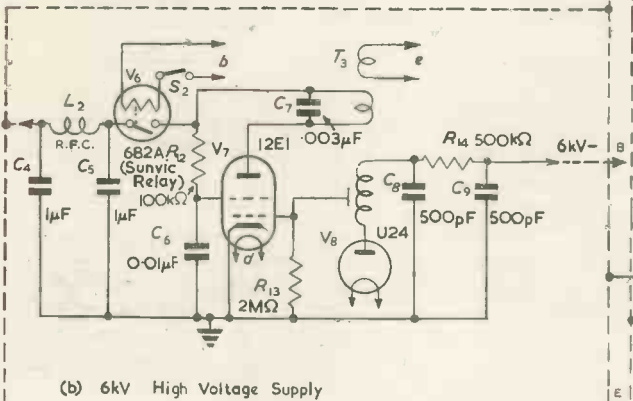 V6
b
S2
T3
e
L2
R.F.C.
C4
1μF
C5
1μF
682A
(Sunvic
Relay)
R12
100kΩ
C6
0·01μF
V7
12E1
C7
·003μF
d
R13
2MΩ
V8
U24
C8
500pF
R14 500kΩ
C9
500pF
6kV-
B
E
(b) 6kV High Voltage Supply